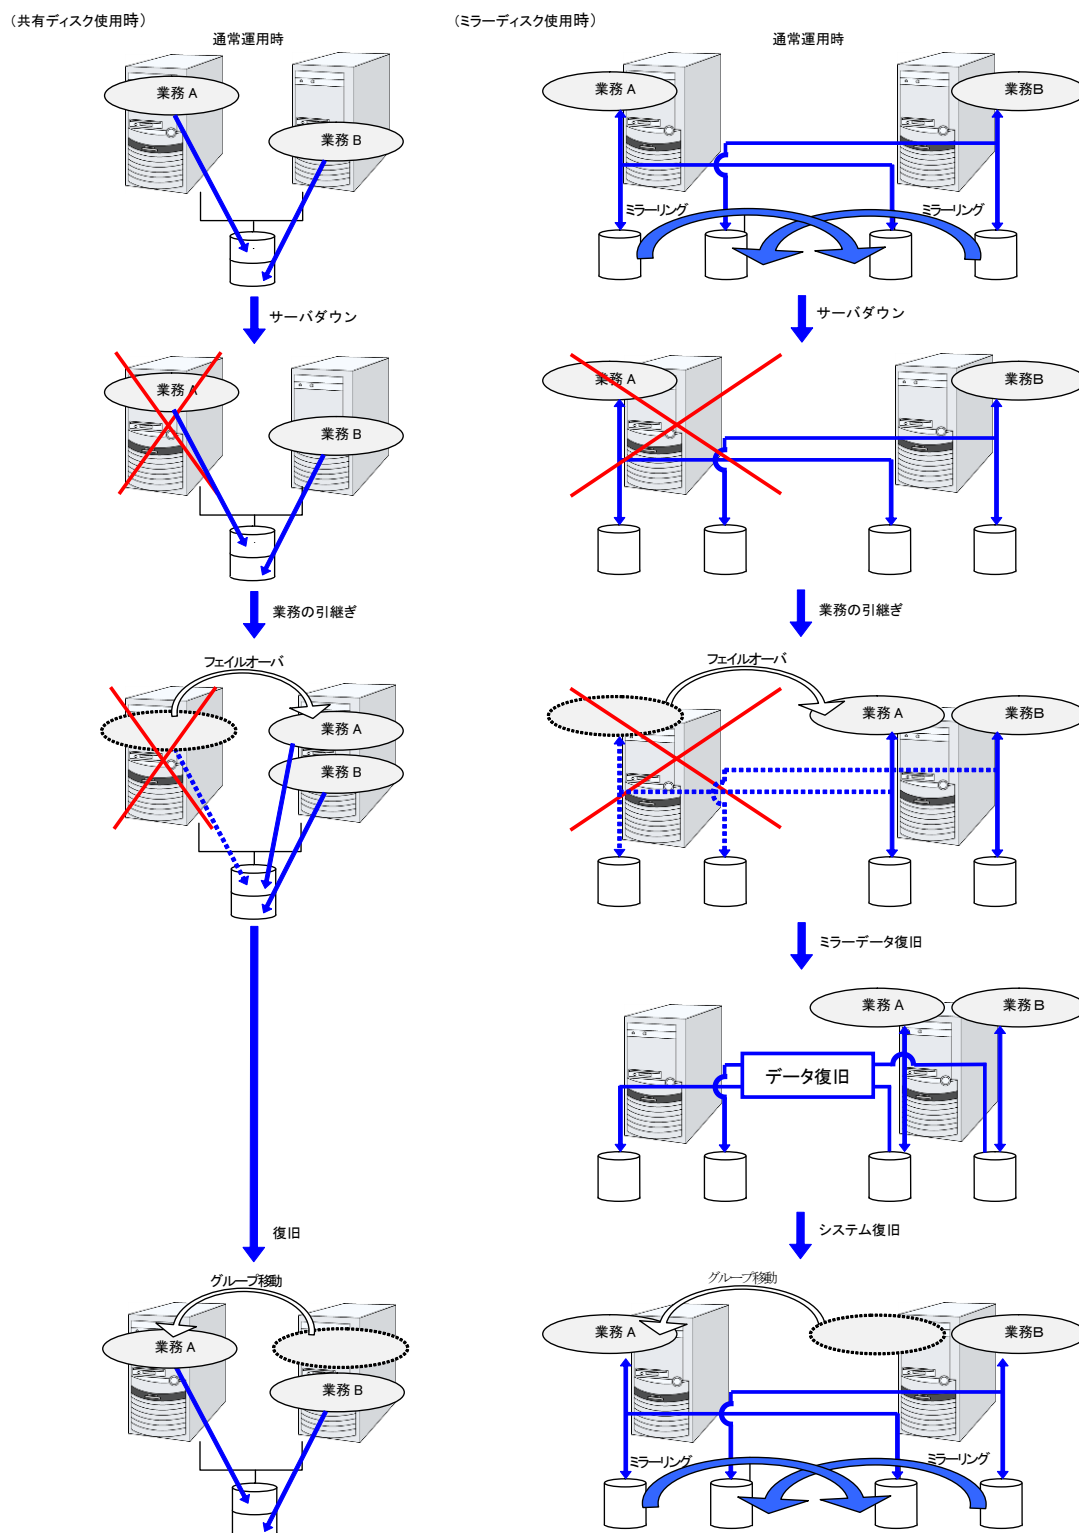 （共有ディスク使用時）
通常運用時
業務 A
業務 B
サーバダウン
業務 A
業務 B
業務の引継ぎ
フェイルオーバ
業務 A
業務 B
復旧
グループ移動
業務 A
業務 B
（ミラーディスク使用時）
通常運用時
業務 A
業務B
ミラーリング
ミラーリング
サーバダウン
業務 A
業務B
業務の引継ぎ
フェイルオーバ
業務 A
業務B
ミラーデータ復旧
業務 A
業務 B
データ復旧
システム復旧
グループ移動
業務 A
業務B
ミラーリング
ミラーリング